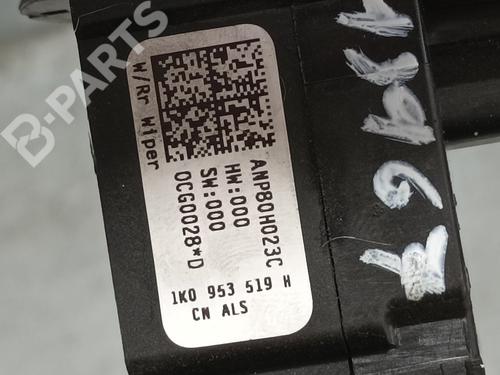 B-PARTS
W/Rr Wiper
ANP80H023C
HW:000
SW:000
0CG0028*D
1K0 953 519 H
CN ALS